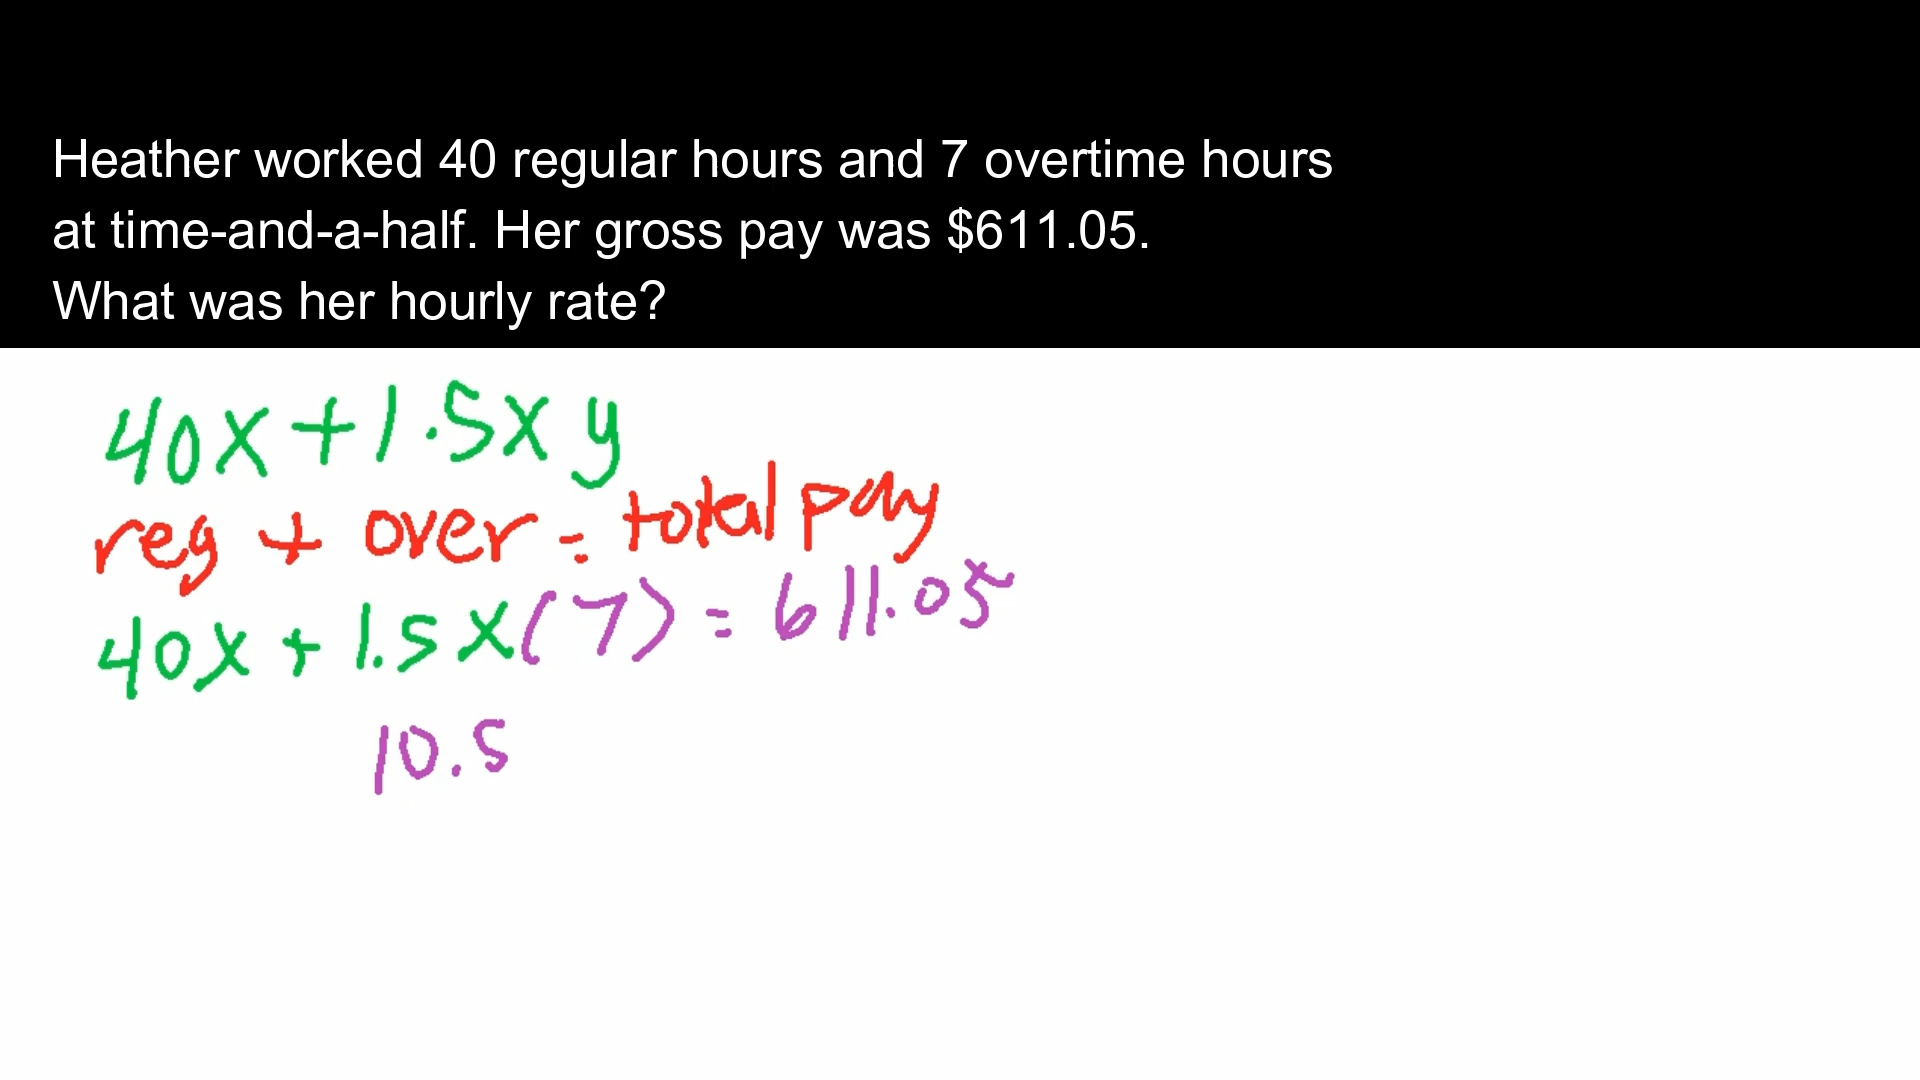 Heather worked 40 regular hours and 7 overtime hours
at time-and-a-half. Her gross pay was $611.05.
What was her hourly rate?
40x+1.5x y
reg + over = total pay
40x + 1.5x(7) = 611.05
10.5